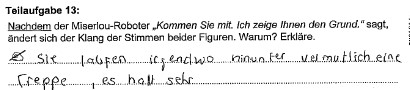 Teilaufgabe 13:
Nachdem der Miserlou-Roboter „Kommen Sie mit. Ich zeige Ihnen den Grund." sagt,
ändert sich der Klang der Stimmen beider Figuren. Warum? Erkläre.
Sie laufen irgendwo hinunter vermutlich eine
Treppe, es hall sehr